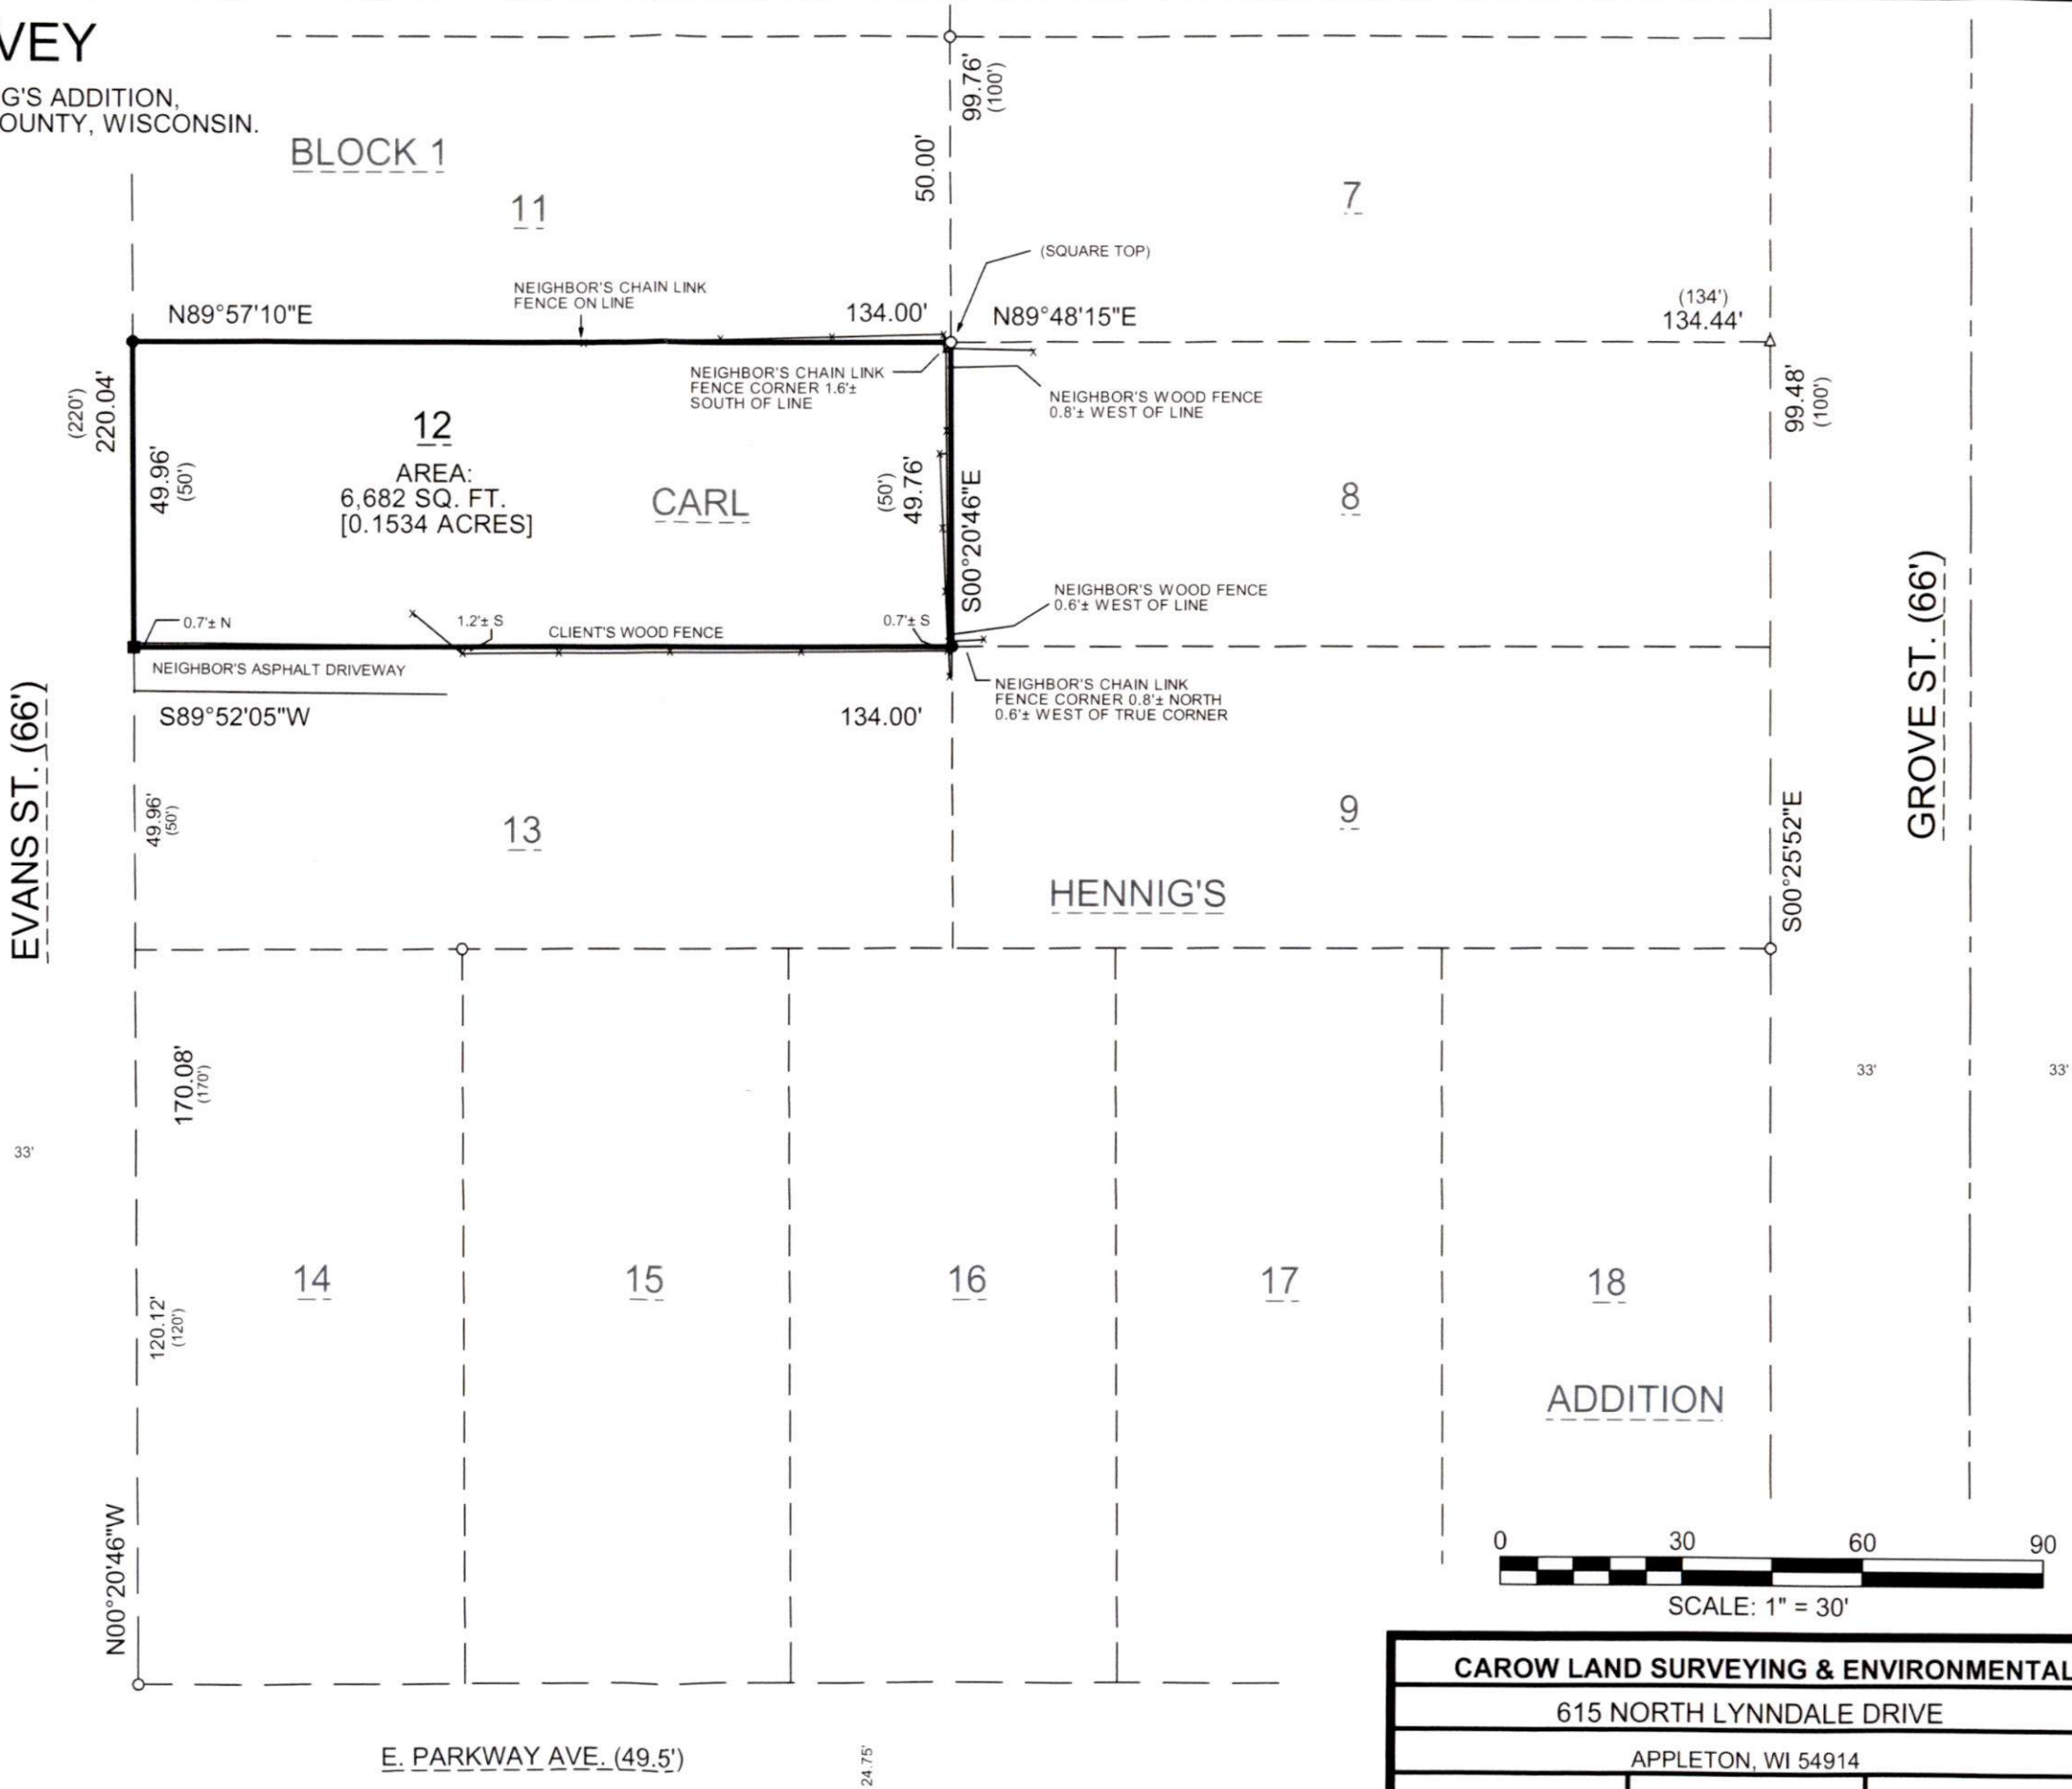 VEY
G'S ADDITION,
OUNTY, WISCONSIN.
BLOCK 1
11
50.00'
99.76'
(100')
7
(SQUARE TOP)
NEIGHBOR'S CHAIN LINK
FENCE ON LINE
N89°57'10"E
134.00'
N89°48'15"E
(134')
134.44'
(220')
220.04'
NEIGHBOR'S CHAIN LINK
FENCE CORNER 1.6'±
SOUTH OF LINE
NEIGHBOR'S WOOD FENCE
0.8'± WEST OF LINE
99.48'
(100')
12
AREA:
6,682 SQ. FT.
[0.1534 ACRES]
49.96'
(50')
CARL
(50')
49.76'
S00°20'46"E
8
NEIGHBOR'S WOOD FENCE
0.6'± WEST OF LINE
0.7'± N
1.2'± S
CLIENT'S WOOD FENCE
0.7'± S
NEIGHBOR'S ASPHALT DRIVEWAY
S89°52'05"W
134.00'
NEIGHBOR'S CHAIN LINK
FENCE CORNER 0.8'± NORTH
0.6'± WEST OF TRUE CORNER
EVANS ST. (66')
GROVE ST. (66')
49.96'
(50')
13
9
HENNIG'S
S00°25'52"E
170.08'
(170')
33'
33'
33'
14
15
16
17
18
120.12'
(120')
ADDITION
N00°20'46"W
0 30 60 90
SCALE: 1" = 30'
CAROW LAND SURVEYING & ENVIRONMENTAL
615 NORTH LYNNDALE DRIVE
APPLETON, WI 54914
E. PARKWAY AVE. (49.5')
24.75'